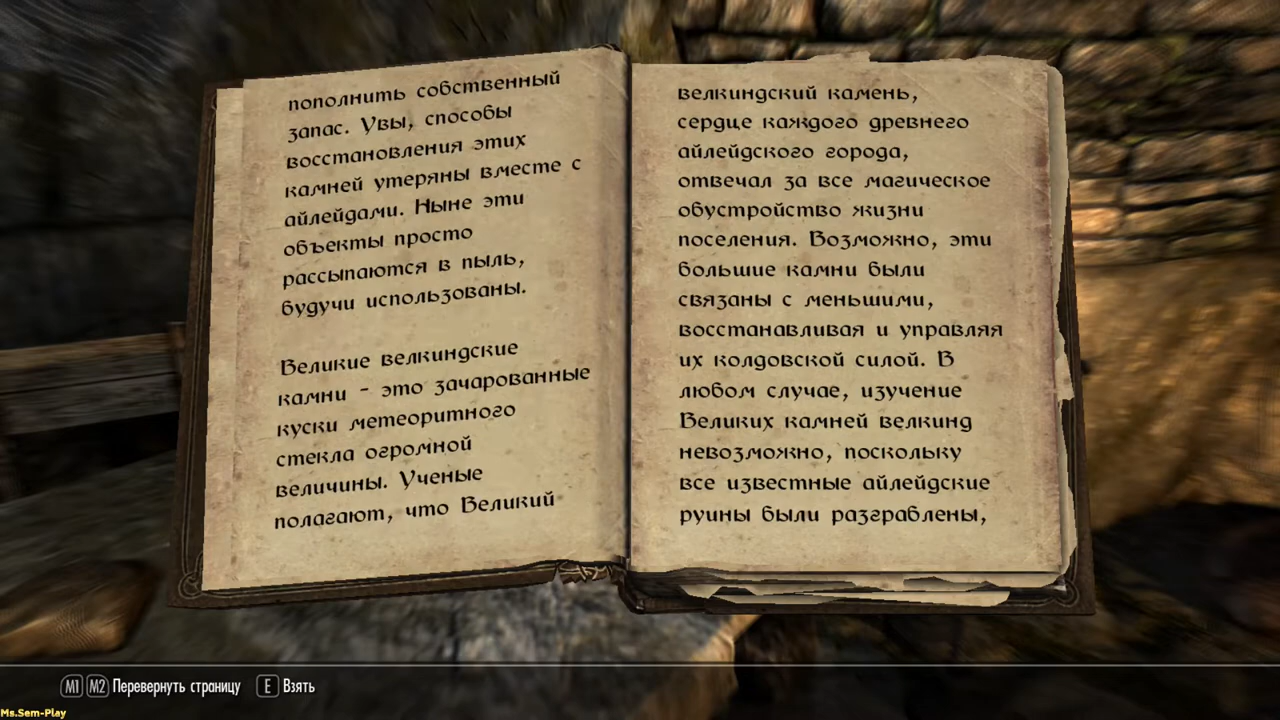 пополнить собственный
запас. Увы, способы
восстановления этих
камней утеряны вместе с
айлейдами. Ныне эти
объекты просто
рассыпаются в пыль,
будучи использованы.
Великие велкиндские
камни - это зачарованные
куски метеоритного
стекла огромной
величины. Ученые
полагают, что Великий
велкиндский камень,
сердце каждого древнего
айлейдского города,
отвечал за все магическое
обустройство жизни
поселения. Возможно, эти
большие камни были
связаны с меньшими,
восстанавливая и управляя
их колдовской силой. В
любом случае, изучение
Великих камней велкинд
невозможно, поскольку
все известные айлейдские
руины были разграблены,
M1 M2 Перевернуть страницу E Взять
Ms.Sem-Play